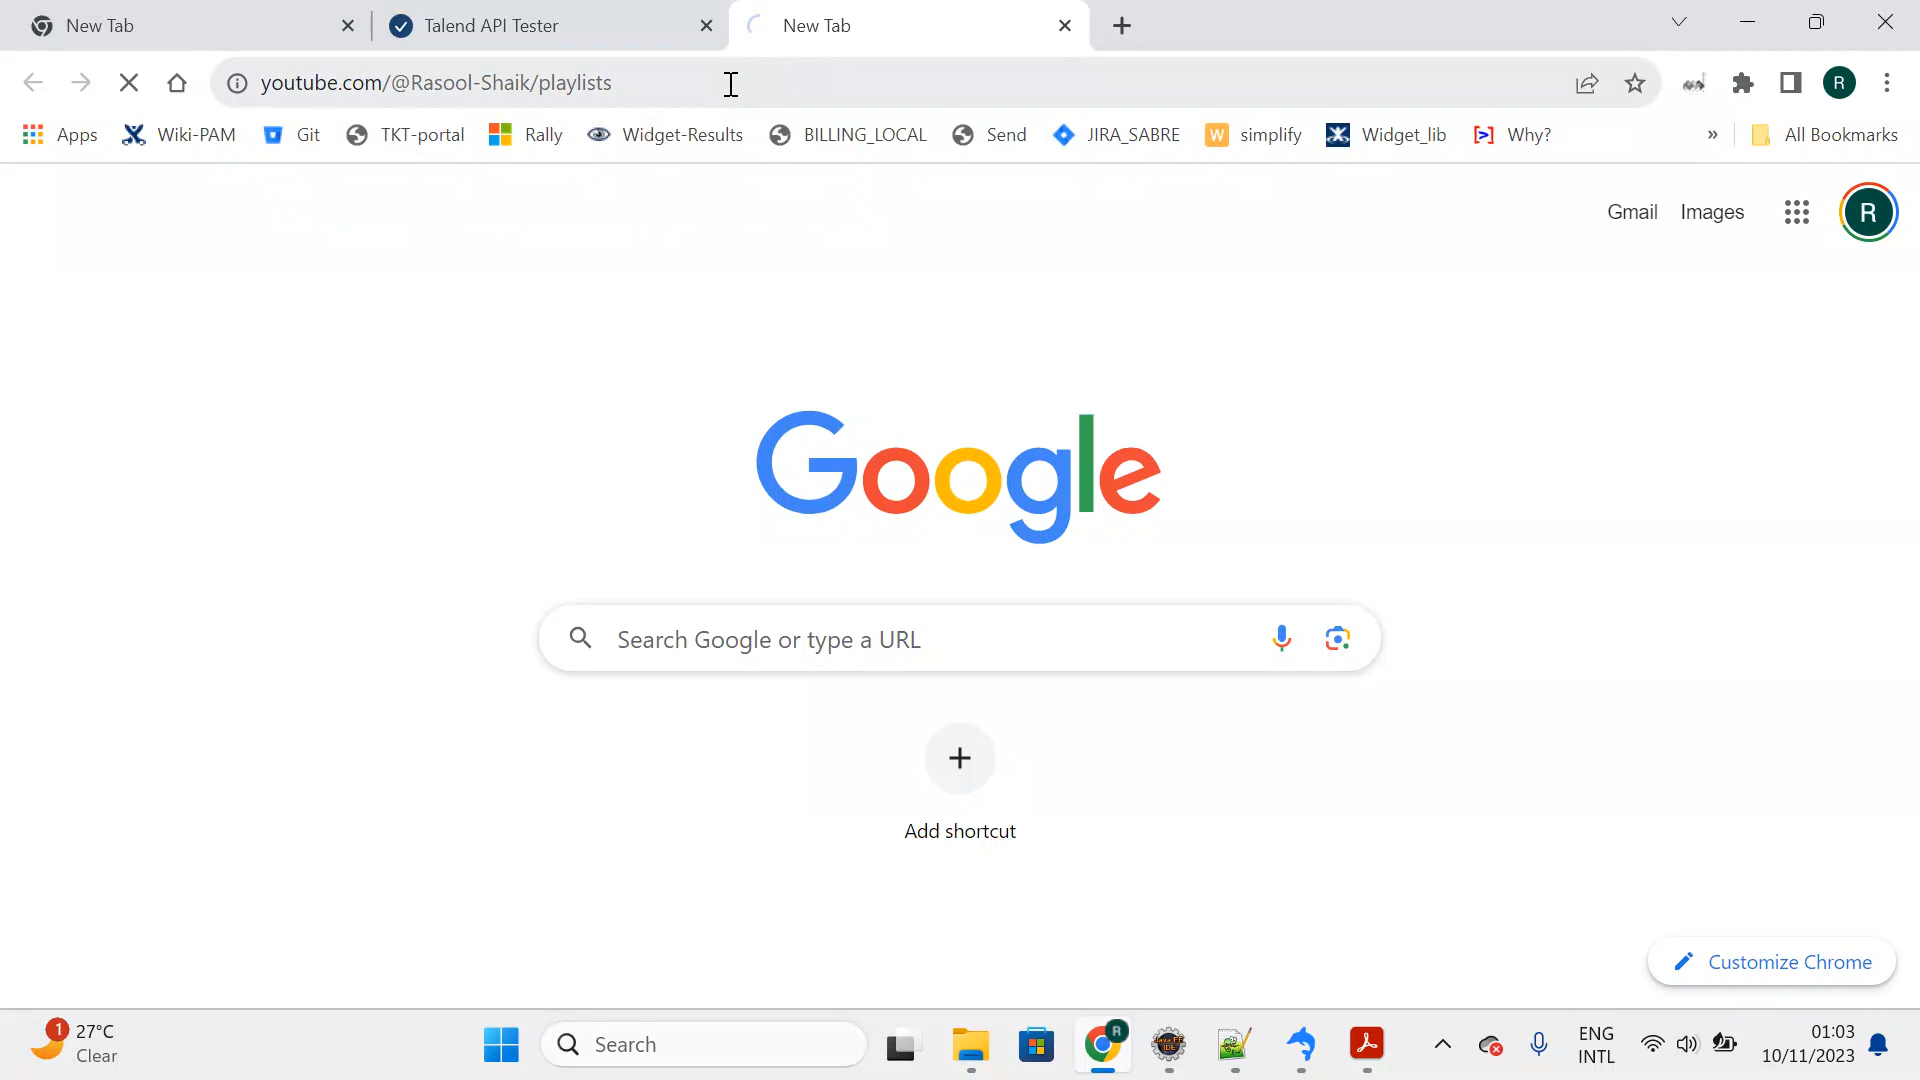 New Tab
Talend API Tester
New Tab
youtube.com/@Rasool-Shaik/playlists
R
Apps
Wiki-PAM
Git
TKT-portal
Rally
Widget-Results
BILLING_LOCAL
Send
JIRA_SABRE
W simplify
Widget_lib
Why?
»
All Bookmarks
Gmail
Images
R
Google
Search Google or type a URL
Add shortcut
Customize Chrome
1
27°C
Clear
Search
R
ENG
INTL
01:03
10/11/2023